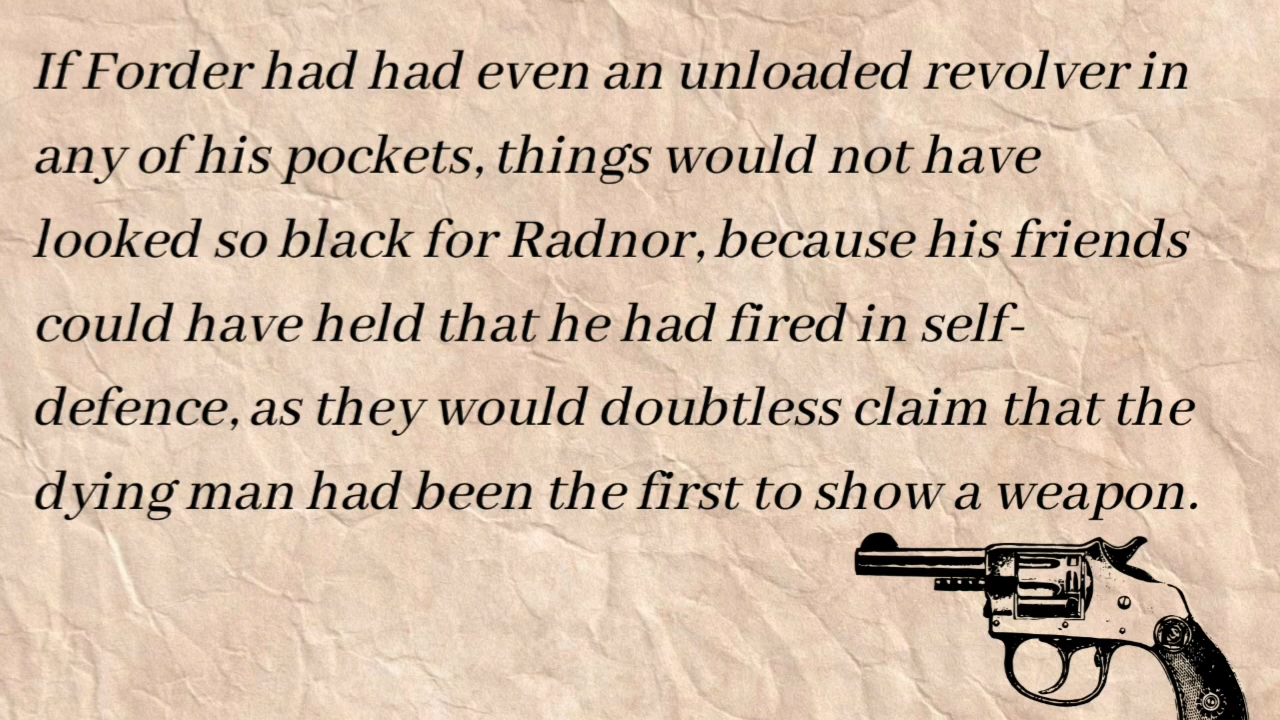 If Forder had had even an unloaded revolver in
any of his pockets, things would not have
looked so black for Radnor, because his friends
could have held that he had fired in self-
defence, as they would doubtless claim that the
dying man had been the first to show a weapon.